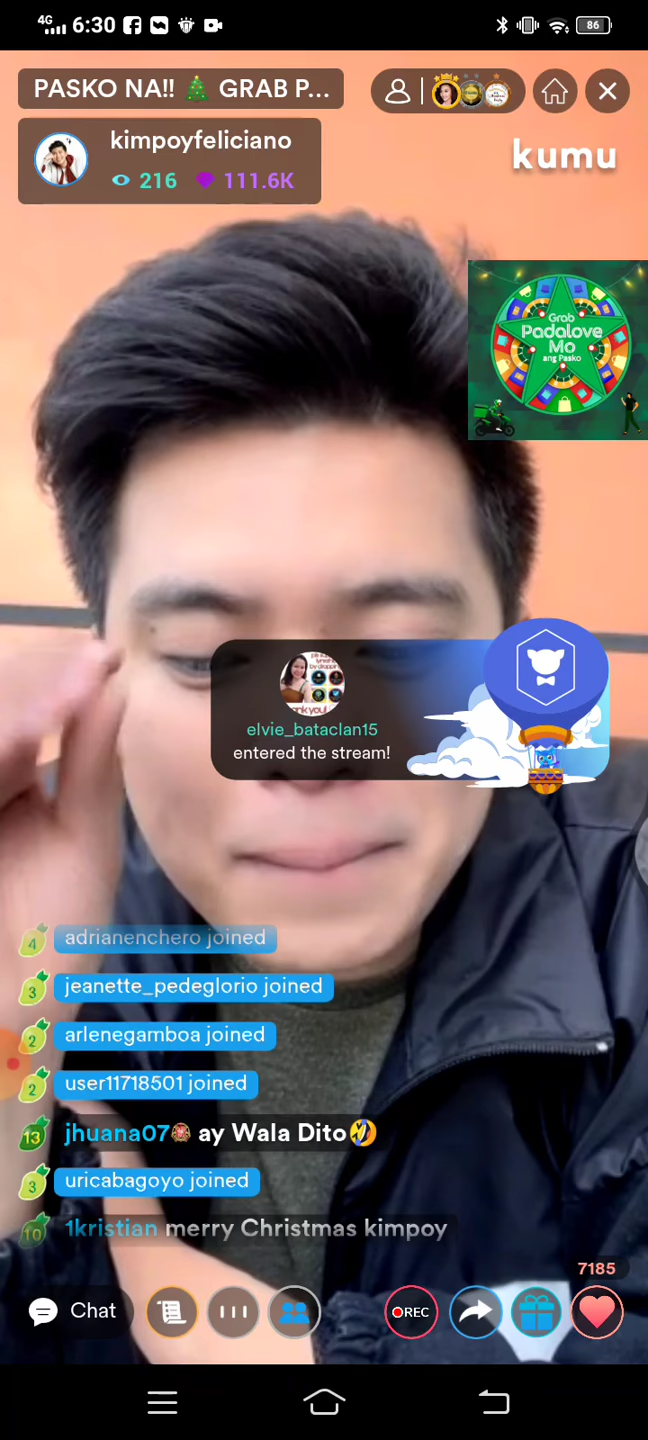 4G 6:30 86
PASKO NA!! 🎄 GRAB P...
kimpoyfeliciano
216 111.6K
kumu
Grab
Padalove
Mo
ang Pasko
elvie_bataclan15
entered the stream!
4 adrianenchero joined
3 jeanette_pedeglorio joined
2 arlenegamboa joined
2 user11718501 joined
13 jhuana07 ay Wala Dito🤣
3 uricabagoyo joined
10 1kristian merry Christmas kimpoy
7185
Chat
REC